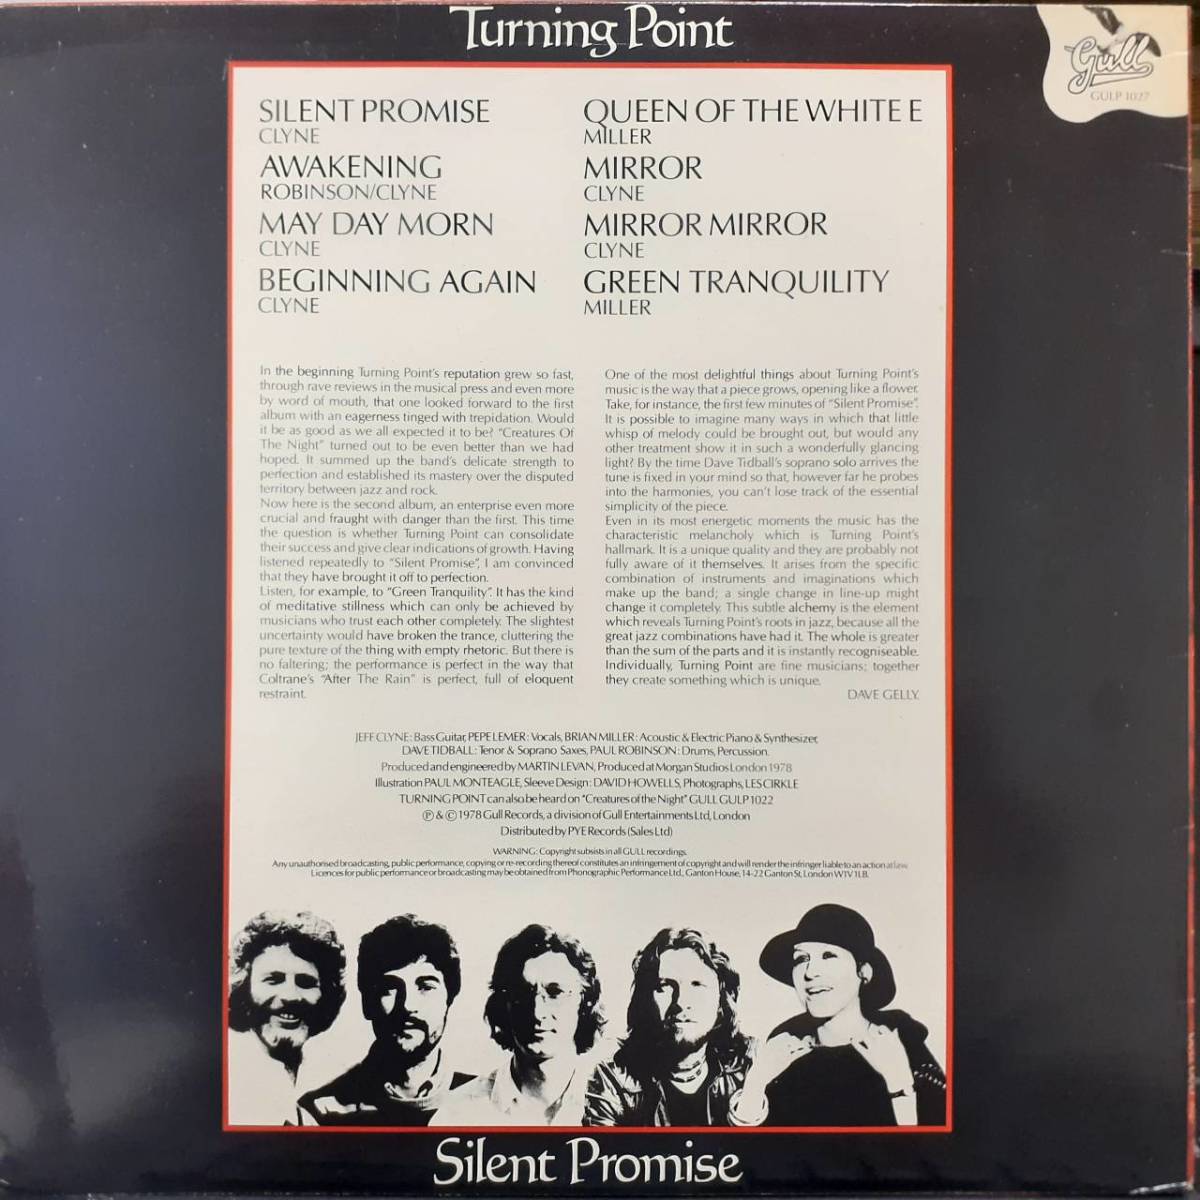 Turning Point
Gull
GULP 1027
SILENT PROMISE
CLYNE
AWAKENING
ROBINSON/CLYNE
MAY DAY MORN
CLYNE
BEGINNING AGAIN
CLYNE
QUEEN OF THE WHITE E
MILLER
MIRROR
CLYNE
MIRROR MIRROR
CLYNE
GREEN TRANQUILITY
MILLER
In the beginning Turning Point's reputation grew so fast,
through rave reviews in the musical press and even more
by word of mouth, that one looked forward to the first
album with an eagerness tinged with trepidation. Would
it be as good as we all expected it to be? "Creatures Of
The Night" turned out to be even better than we had
hoped. It summed up the band's delicate strength to
perfection and established its mastery over the disputed
territory between jazz and rock.
Now here is the second album, an enterprise even more
crucial and fraught with danger than the first. This time
the question is whether Turning Point can consolidate
their success and give clear indications of growth. Having
listened repeatedly to "Silent Promise", I am convinced
that they have brought it off to perfection.
Listen, for example, to "Green Tranquility". It has the kind
of meditative stillness which can only be achieved by
musicians who trust each other completely. The slightest
uncertainty would have broken the trance, cluttering the
pure texture of the thing with empty rhetoric. But there is
no faltering; the performance is perfect in the way that
Coltrane's "After The Rain" is perfect, full of eloquent
restraint.
One of the most delightful things about Turning Point's
music is the way that a piece grows, opening like a flower.
Take, for instance, the first few minutes of "Silent Promise".
It is possible to imagine many ways in which that little
whisp of melody could be brought out, but would any
other treatment show it in such a wonderfully glancing
light? By the time Dave Tidball's soprano solo arrives the
tune is fixed in your mind so that, however far he probes
into the harmonies, you can't lose track of the essential
simplicity of the piece.
Even in its most energetic moments the music has the
characteristic melancholy which is Turning Point's
hallmark. It is a unique quality and they are probably not
fully aware of it themselves. It arises from the specific
combination of instruments and imaginations which
make up the band; a single change in line-up might
change it completely. This subtle alchemy is the element
which reveals Turning Point's roots in jazz, because all the
great jazz combinations have had it. The whole is greater
than the sum of the parts and it is instantly recogniseable.
Individually, Turning Point are fine musicians; together
they create something which is unique.
DAVE GELLY.
JEFF CLYNE: Bass Guitar, PEPE LEMER: Vocals, BRIAN MILLER: Acoustic & Electric Piano & Synthesizer,
DAVE TIDBALL: Tenor & Soprano Saxes, PAUL ROBINSON: Drums, Percussion.
Produced and engineered by MARTIN LEVAN, Produced at Morgan Studios London 1978
Illustration PAUL MONTEAGLE, Sleeve Design: DAVID HOWELLS, Photographs, LES CIRKLE
TURNING POINT can also be heard on "Creatures of the Night" GULL GULP 1022
Ⓟ & © 1978 Gull Records, a division of Gull Entertainments Ltd, London
Distributed by PYE Records (Sales Ltd)
WARNING: Copyright subsists in all GULL recordings.
Any unauthorised broadcasting, public performance, copying or re-recording thereof constitutes an infringement of copyright and will render the infringer liable to an action at law.
Licences for public performance or broadcasting may be obtained from Phonographic Performance Ltd., Ganton House, 14-22 Ganton St, London W1V 1LB.
Silent Promise